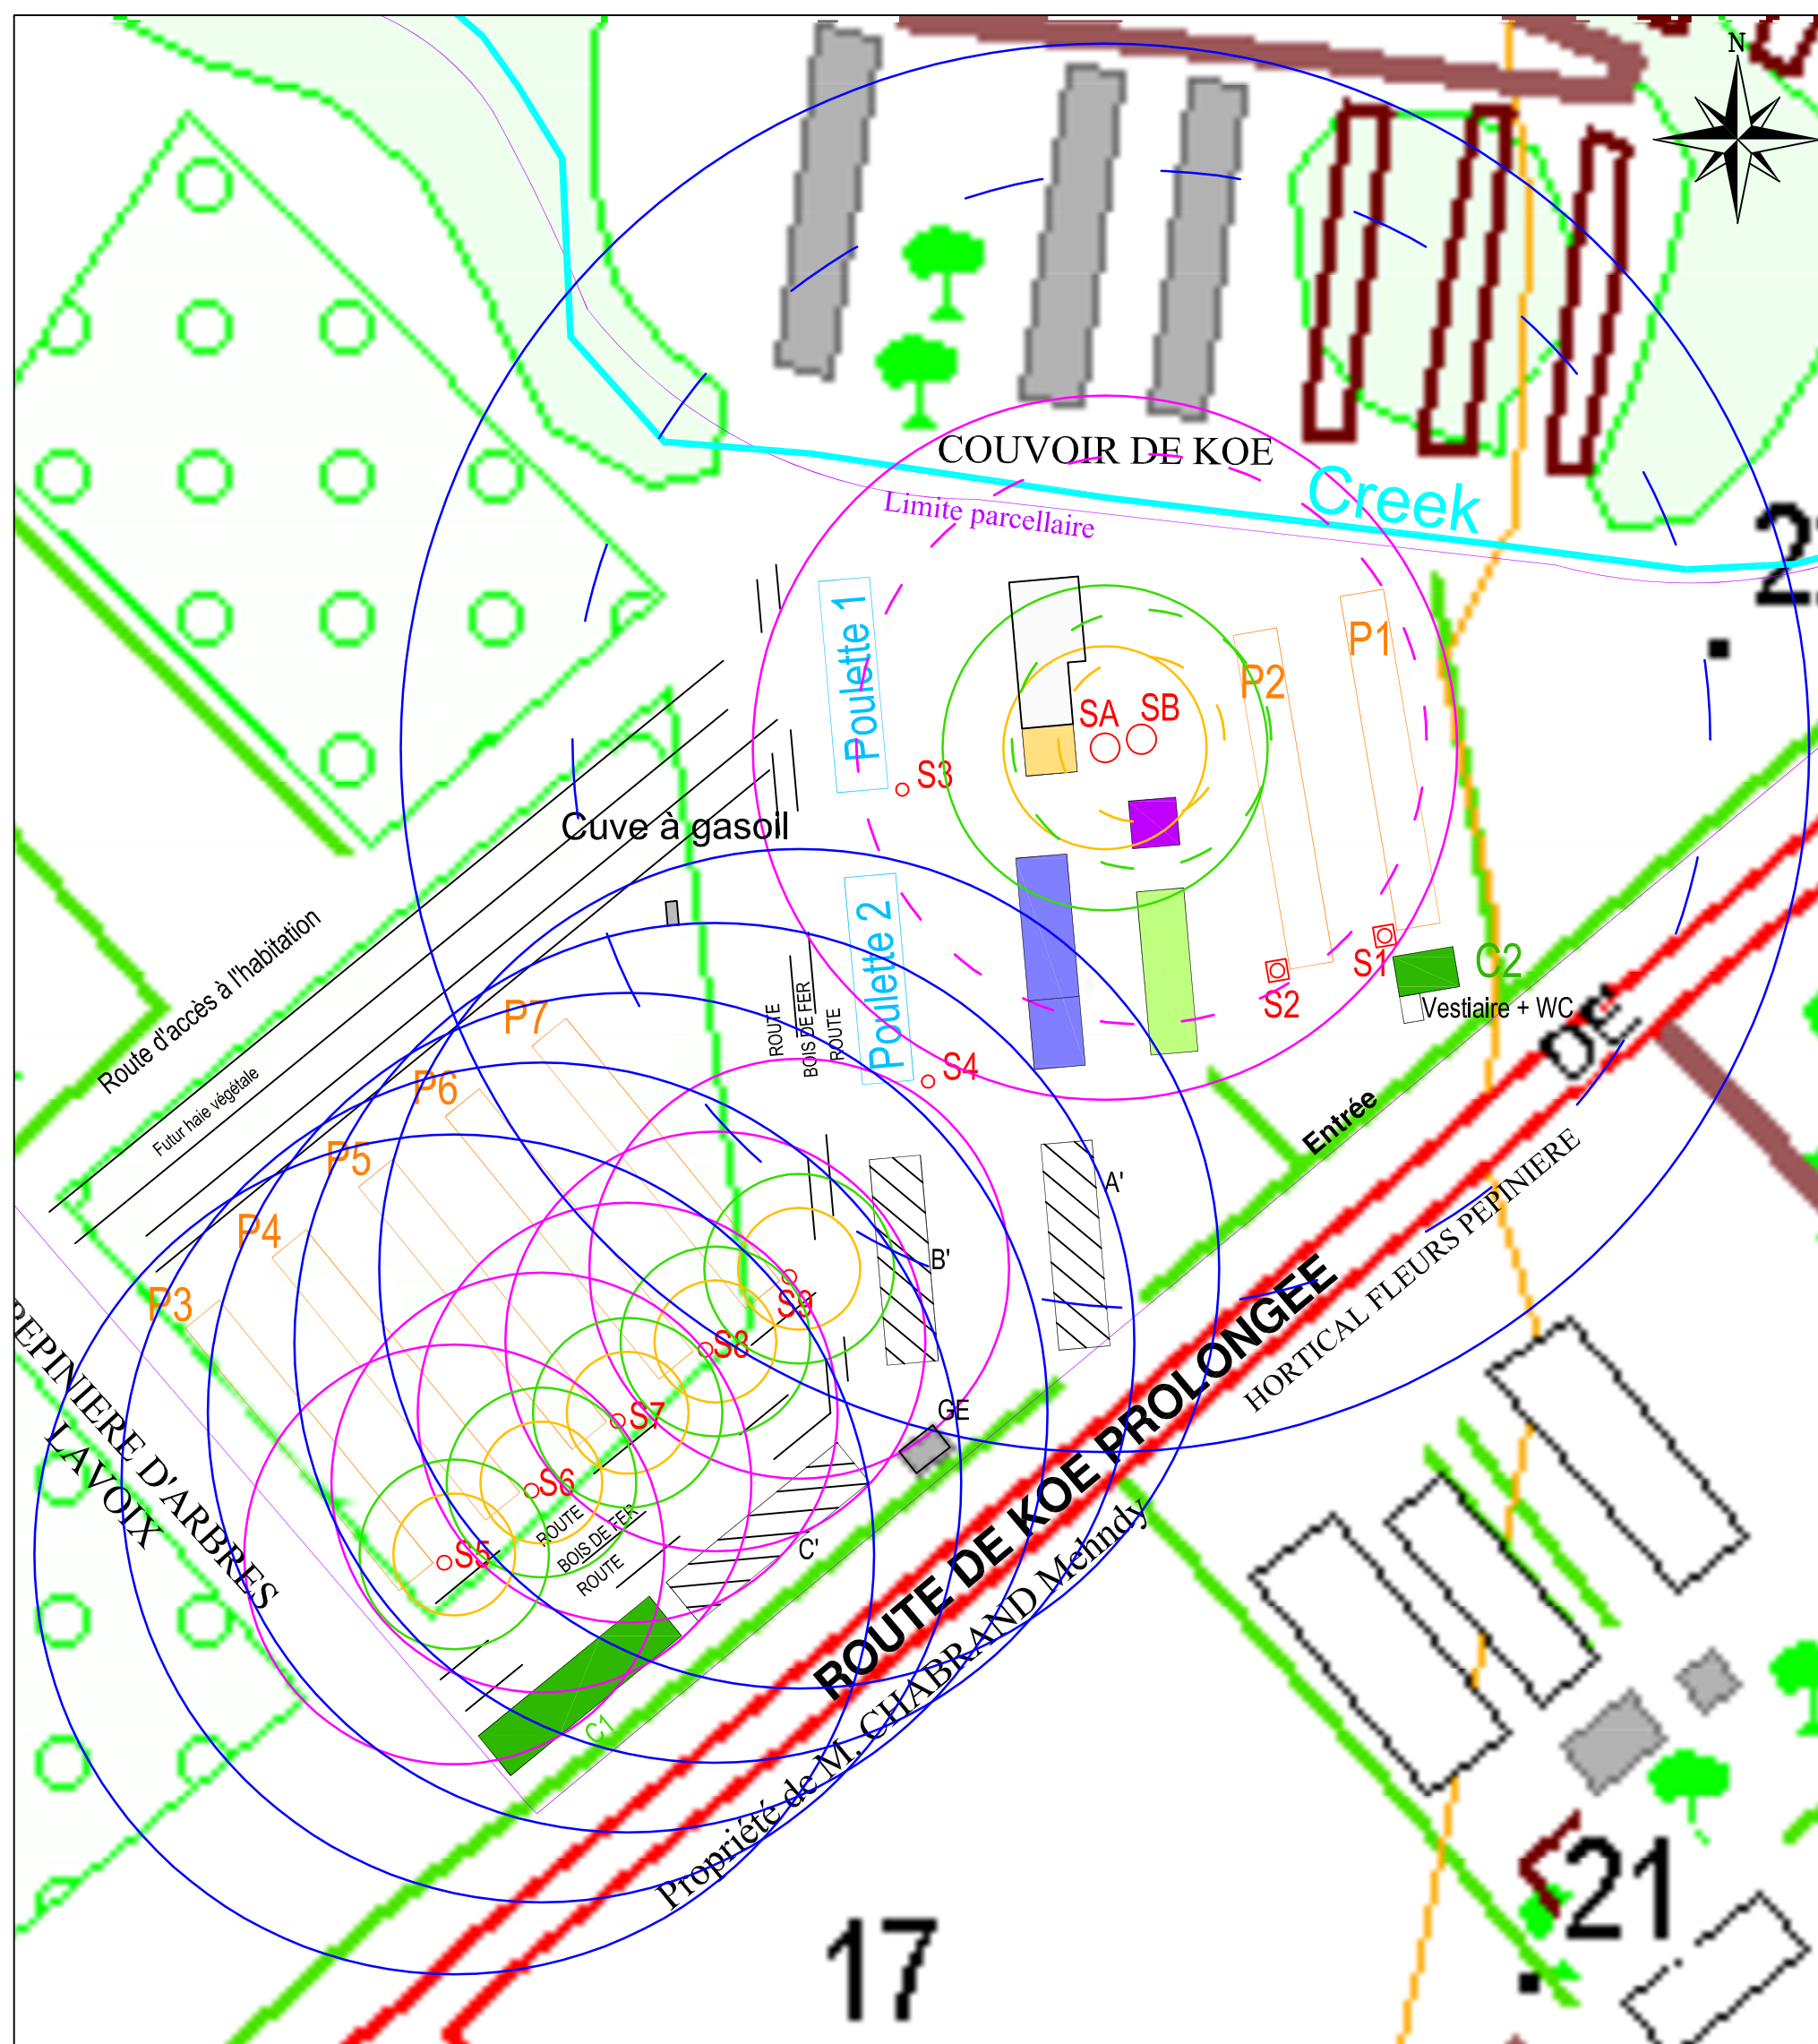 N
COUVOIR DE KOE
Creek
Limite parcellaire
Poulette 1
P1
P2
SA
SB
S3
Cuve à gasoil
Poulette 2
Route d'accès à l'habitation
Futur haie végétale
ROUTE
BOIS DE FER
ROUTE
S1
S2
C2
Vestiaire + WC
DE
S4
P7
P6
P5
P4
P3
Entrée
A'
B'
S9
S8
S7
S6
S5
GE
ROUTE
BOIS DE FER
ROUTE
C'
C1
PEPINIERE D'ARBRES
LAVOIX
ROUTE DE KOE PROLONGEE
HORTICAL FLEURS PEPINIERE
Propriété de M. CHABRAND Mehndy
21
17